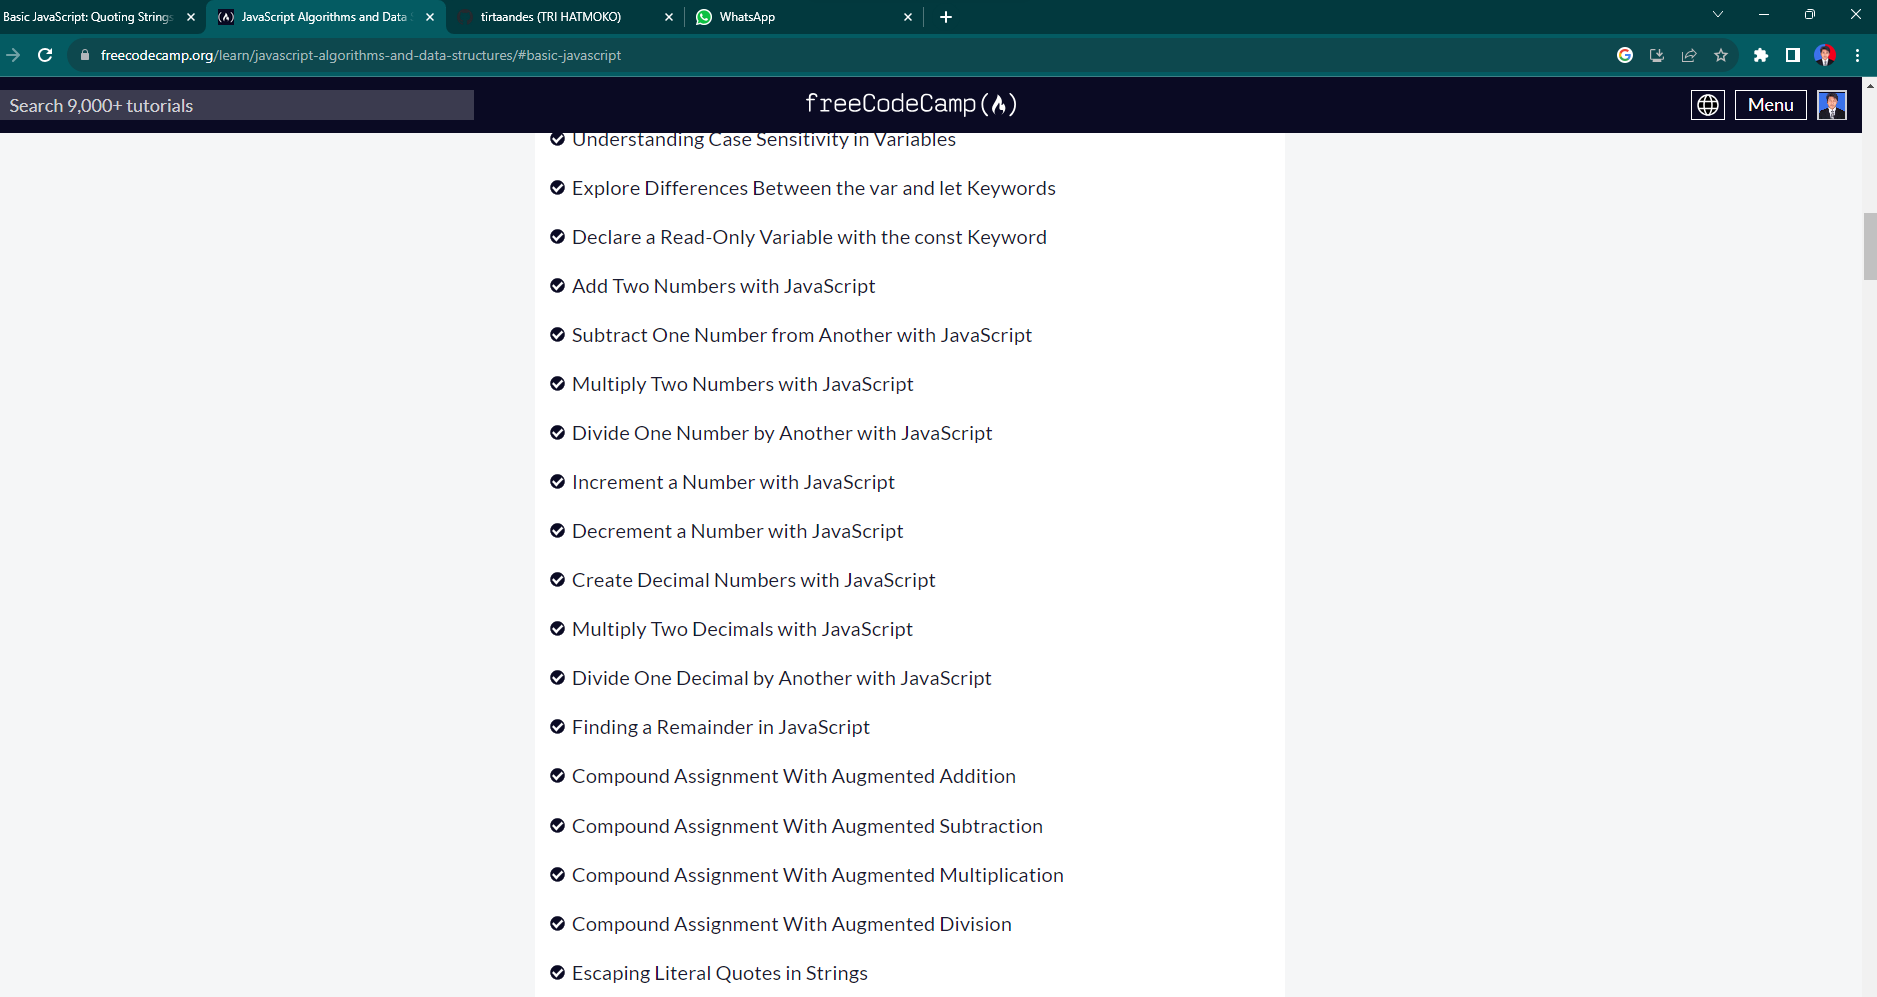 Basic JavaScript: Quoting Strings
JavaScript Algorithms and Data
tirtaandes (TRI HATMOKO)
WhatsApp
freecodecamp.org/learn/javascript-algorithms-and-data-structures/#basic-javascript
Search 9,000+ tutorials
freeCodeCamp(🔥)
Menu
Understanding Case Sensitivity in Variables
Explore Differences Between the var and let Keywords
Declare a Read-Only Variable with the const Keyword
Add Two Numbers with JavaScript
Subtract One Number from Another with JavaScript
Multiply Two Numbers with JavaScript
Divide One Number by Another with JavaScript
Increment a Number with JavaScript
Decrement a Number with JavaScript
Create Decimal Numbers with JavaScript
Multiply Two Decimals with JavaScript
Divide One Decimal by Another with JavaScript
Finding a Remainder in JavaScript
Compound Assignment With Augmented Addition
Compound Assignment With Augmented Subtraction
Compound Assignment With Augmented Multiplication
Compound Assignment With Augmented Division
Escaping Literal Quotes in Strings